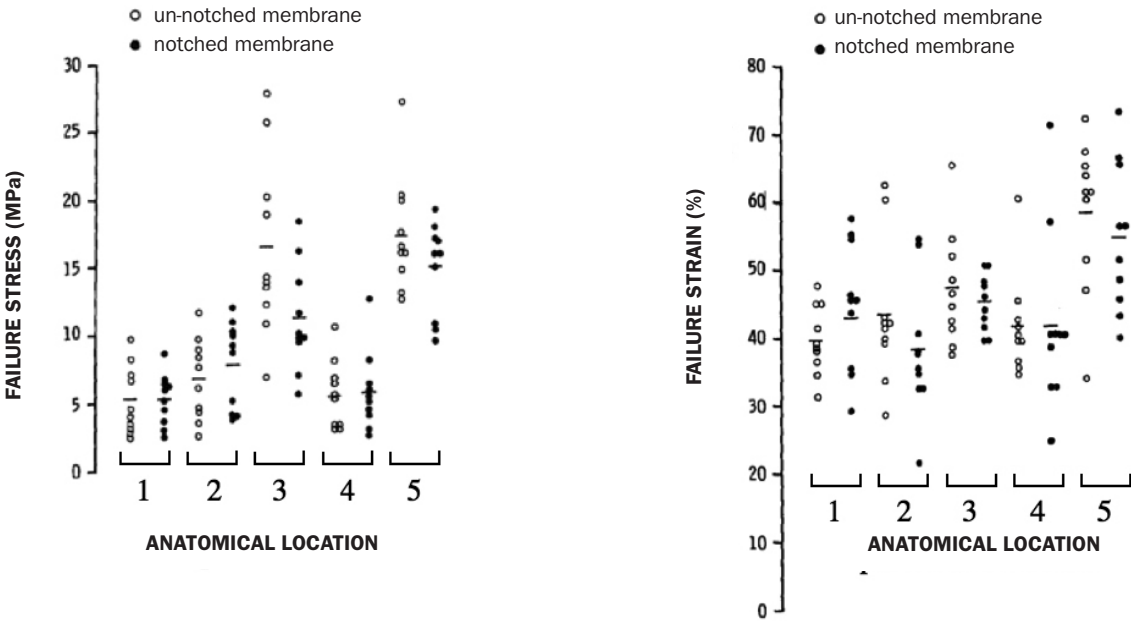 un-notched membrane
notched membrane
FAILURE STRESS (MPa)
30
25
20
15
10
5
0
1 2 3 4 5
ANATOMICAL LOCATION
un-notched membrane
notched membrane
FAILURE STRAIN (%)
80
70
60
50
40
30
20
10
0
1 2 3 4 5
ANATOMICAL LOCATION